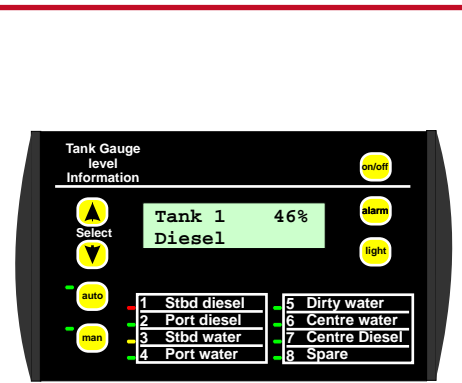 Tank Gauge
level
Information
on/off
Tank 1 46%
Diesel
alarm
Select
light
auto
man
1 Stbd diesel
2 Port diesel
3 Stbd water
4 Port water
5 Dirty water
6 Centre water
7 Centre Diesel
8 Spare